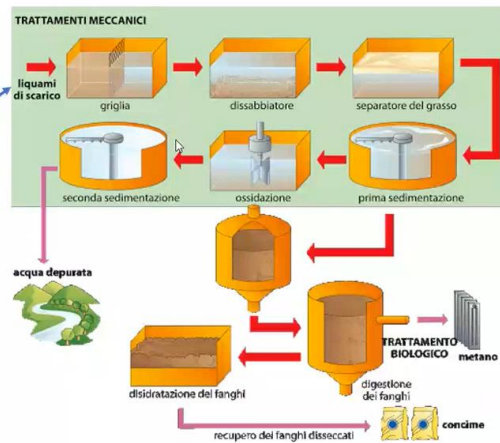 TRATTAMENTI MECCANICI
liquami
di scarico
griglia
dissabbiatore
separatore del grasso
seconda sedimentazione
ossidazione
prima sedimentazione
acqua depurata
TRATTAMENTO
BIOLOGICO
metano
digestione
dei fanghi
disidratazione dei fanghi
concime
recupero dei fanghi disseccati